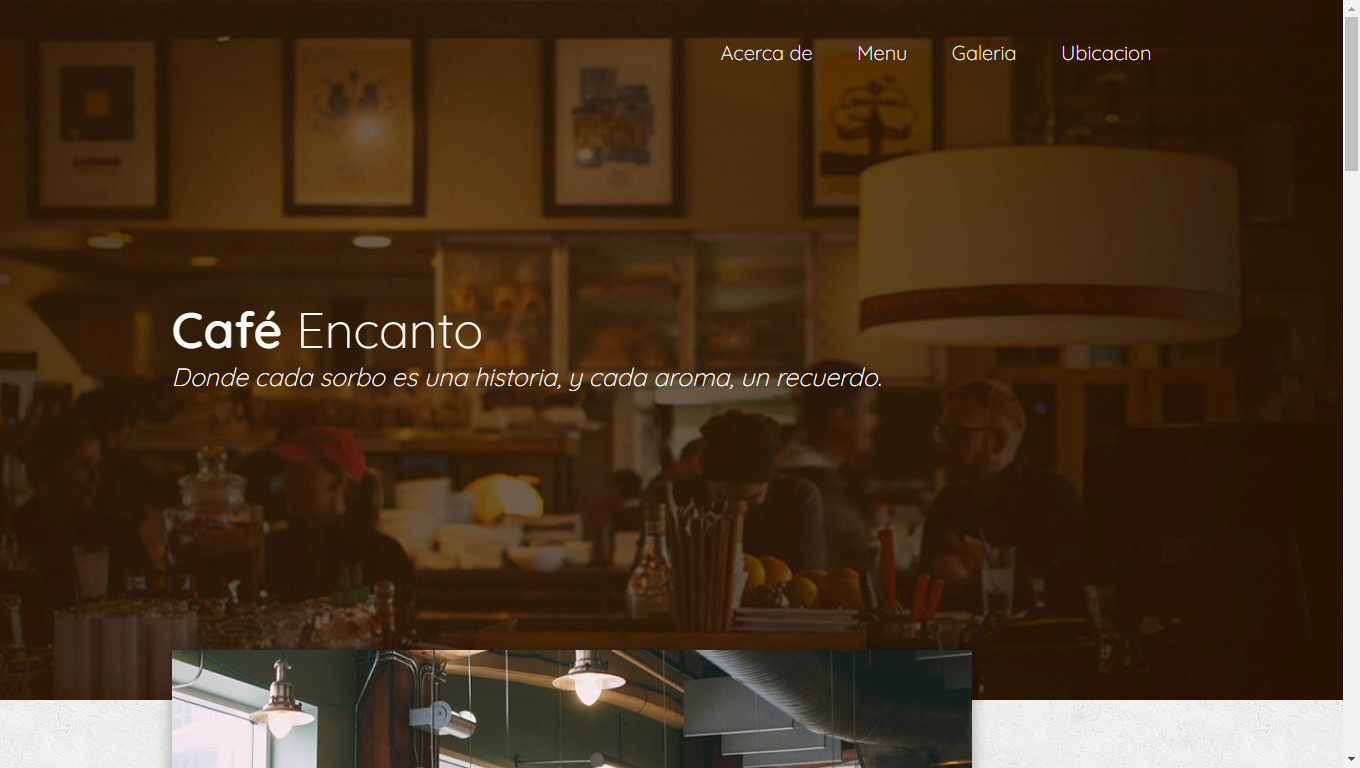 Acerca de Menu Galeria Ubicacion
Café Encanto
Donde cada sorbo es una historia, y cada aroma, un recuerdo.